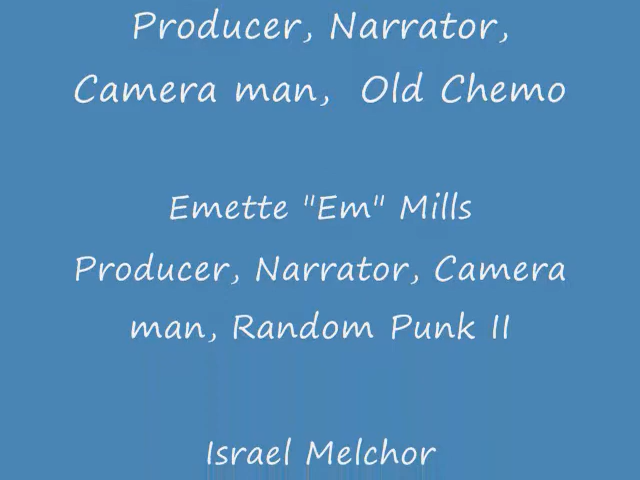 Producer, Narrator,
Camera man, Old Chemo
Emette "Em" Mills
Producer, Narrator, Camera
man, Random Punk II
Israel Melchor